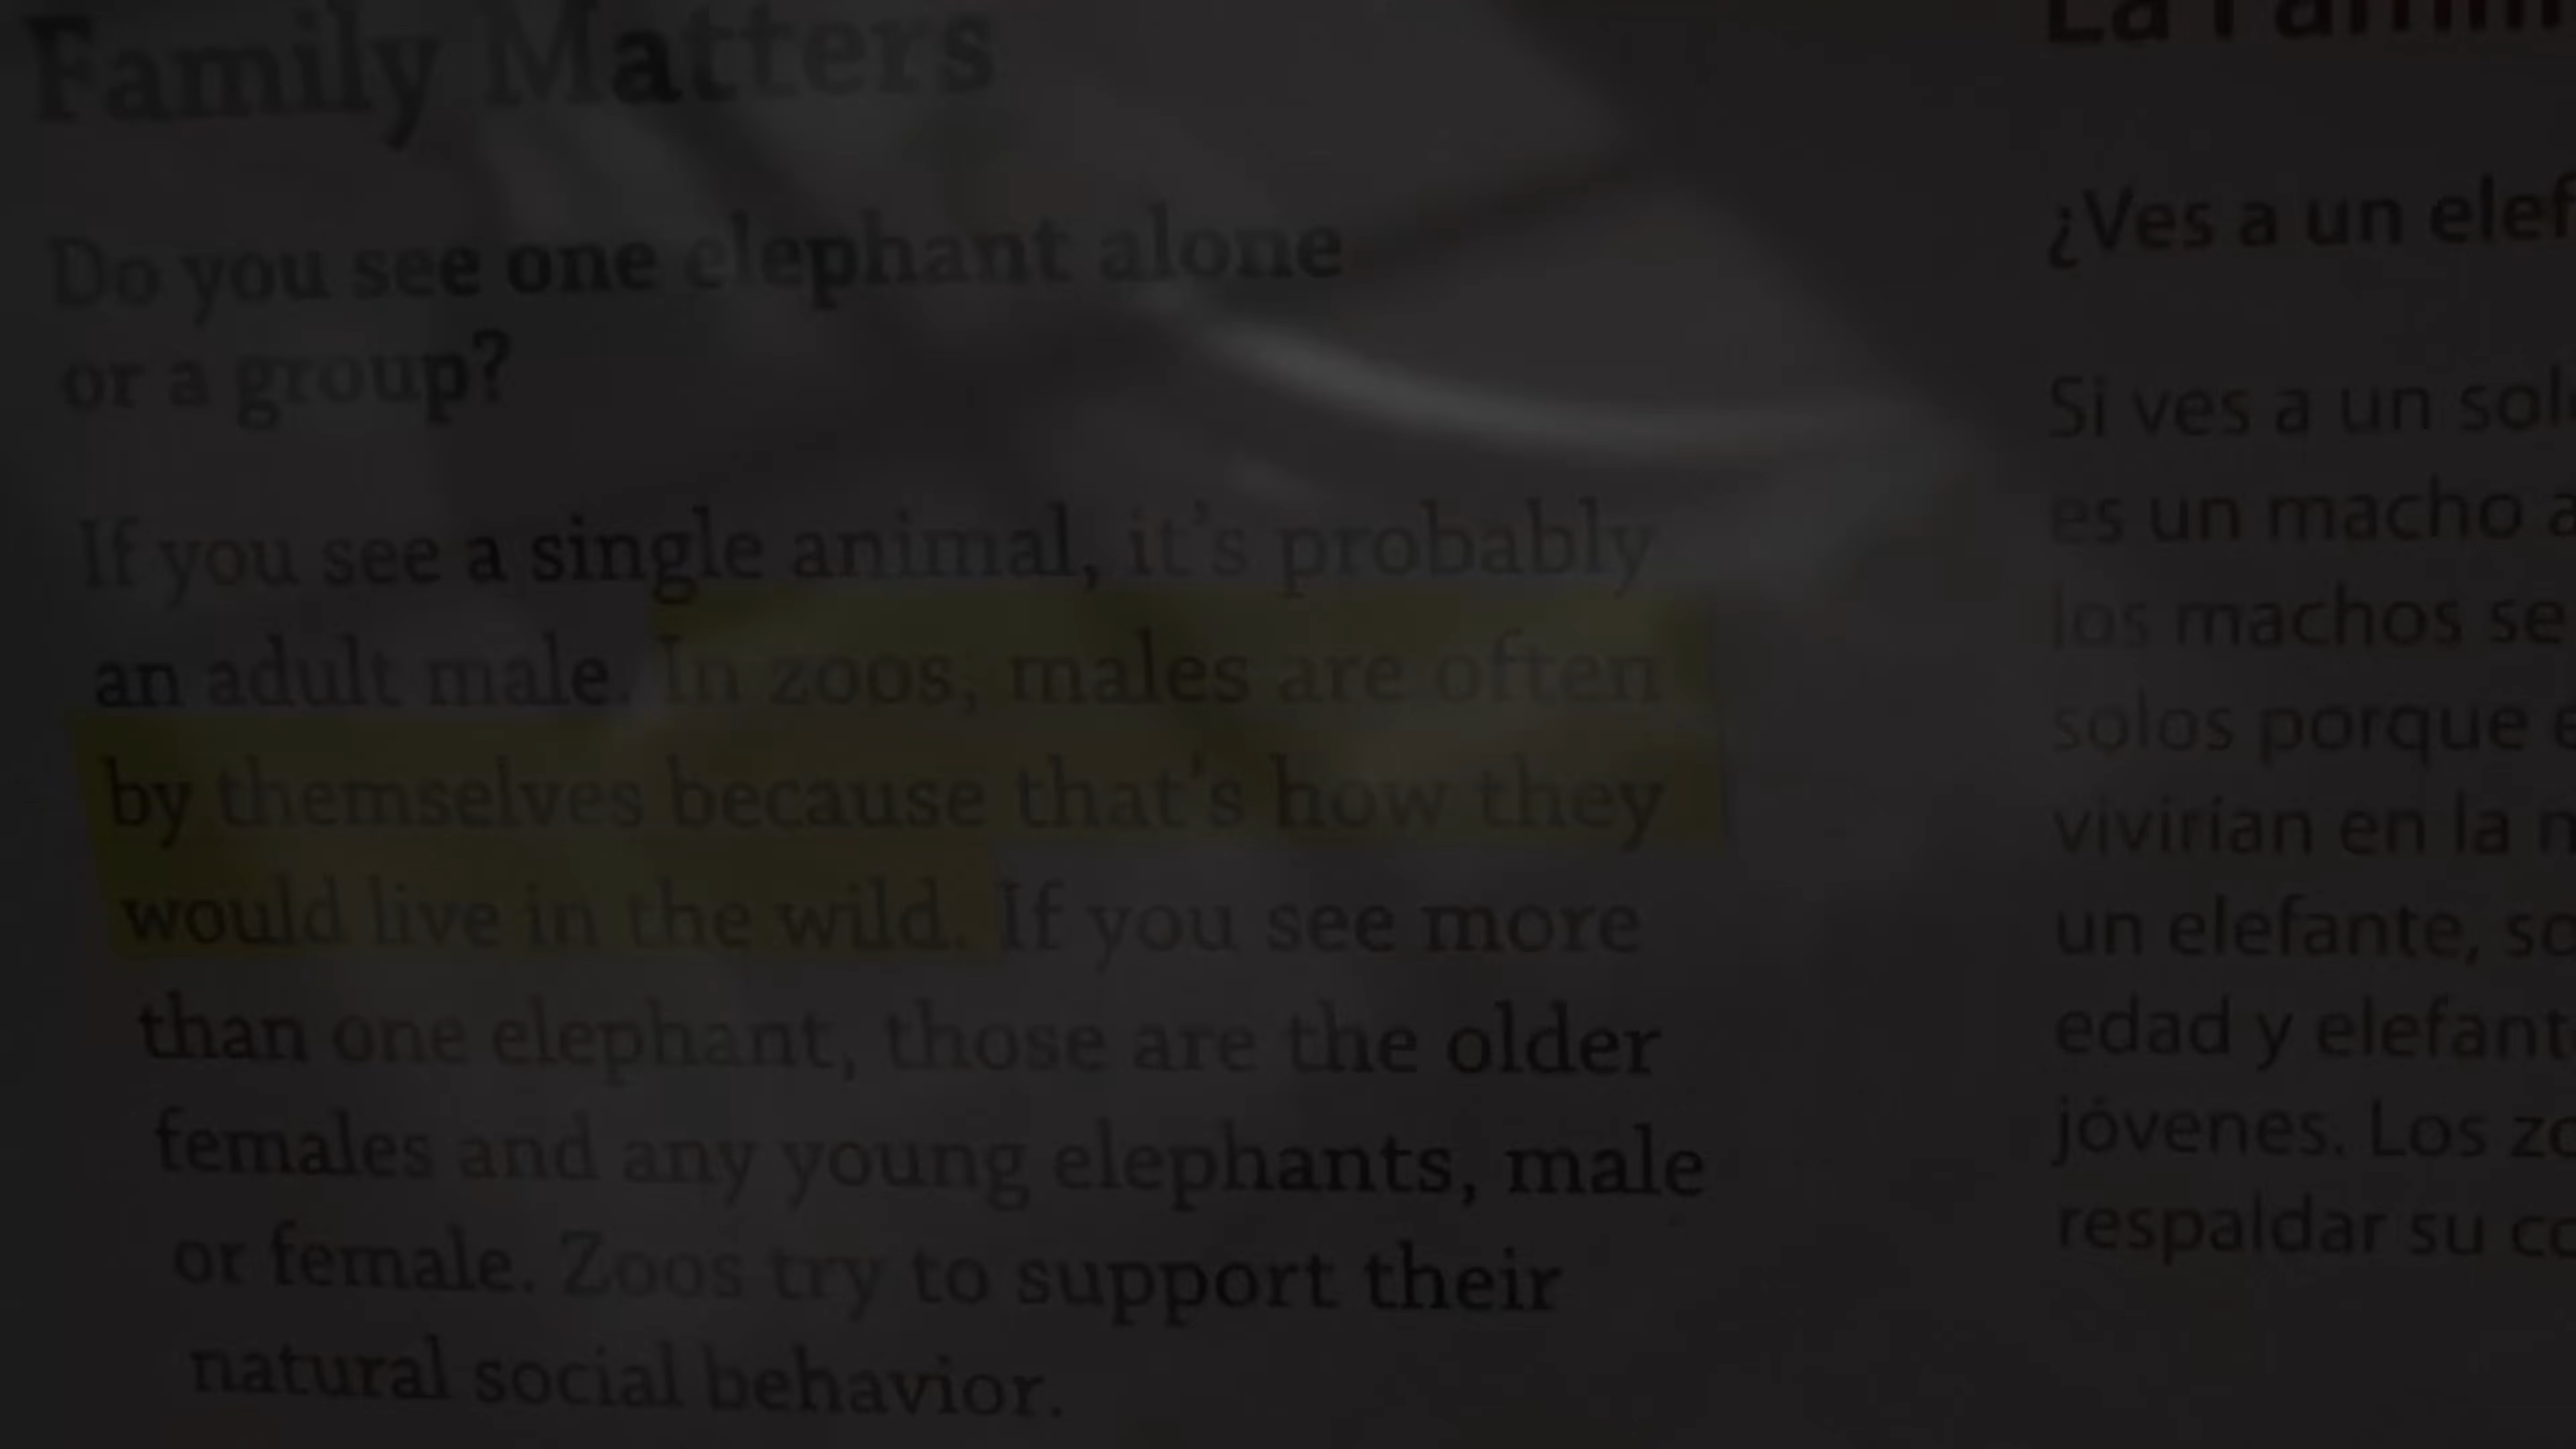 Family Matters
Do you see one elephant alone
or a group?
If you see a single animal, it's probably
an adult male. In zoos, males are often
by themselves because that's how they
would live in the wild. If you see more
than one elephant, those are the older
females and any young elephants, male
or female. Zoos try to support their
natural social behavior.
La
¿Ves a un
Si ves a un
es un macho
los machos
solos porque
vivirían en la
un elefante,
edad y
jóvenes. Los
respaldar su